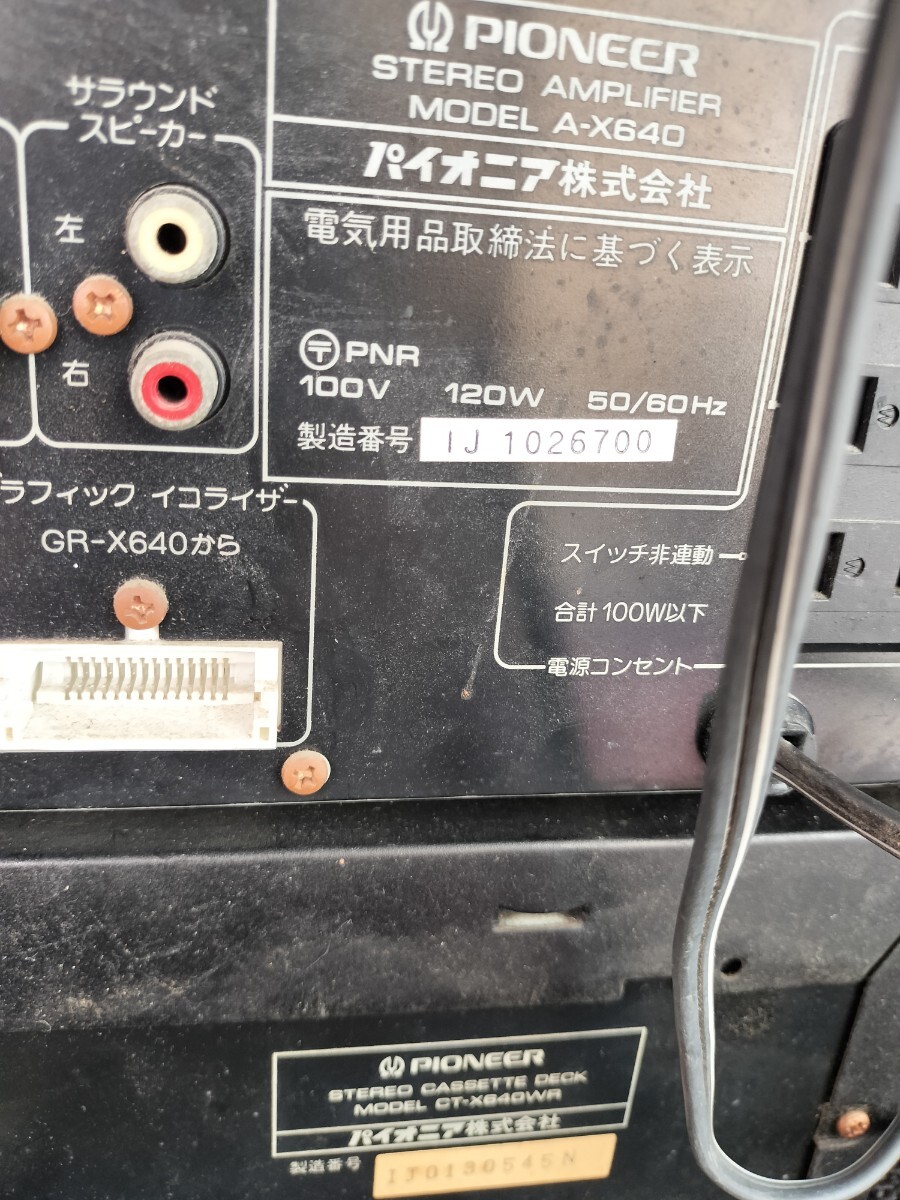 PIONEER
STEREO AMPLIFIER
MODEL A-X640
パイオニア株式会社
電気用品取締法に基づく表示
〒 PNR
100V 120W 50/60Hz
製造番号 IJ 1026700
サラウンド
スピーカー
左
右
ラフィック イコライザー
GR-X640から
スイッチ非連動
合計 100W以下
電源コンセント
W
W
PIONEER
STEREO CASSETTE DECK
MODEL CT-X640WR
パイオニア株式会社
製造番号 IJ0130545N